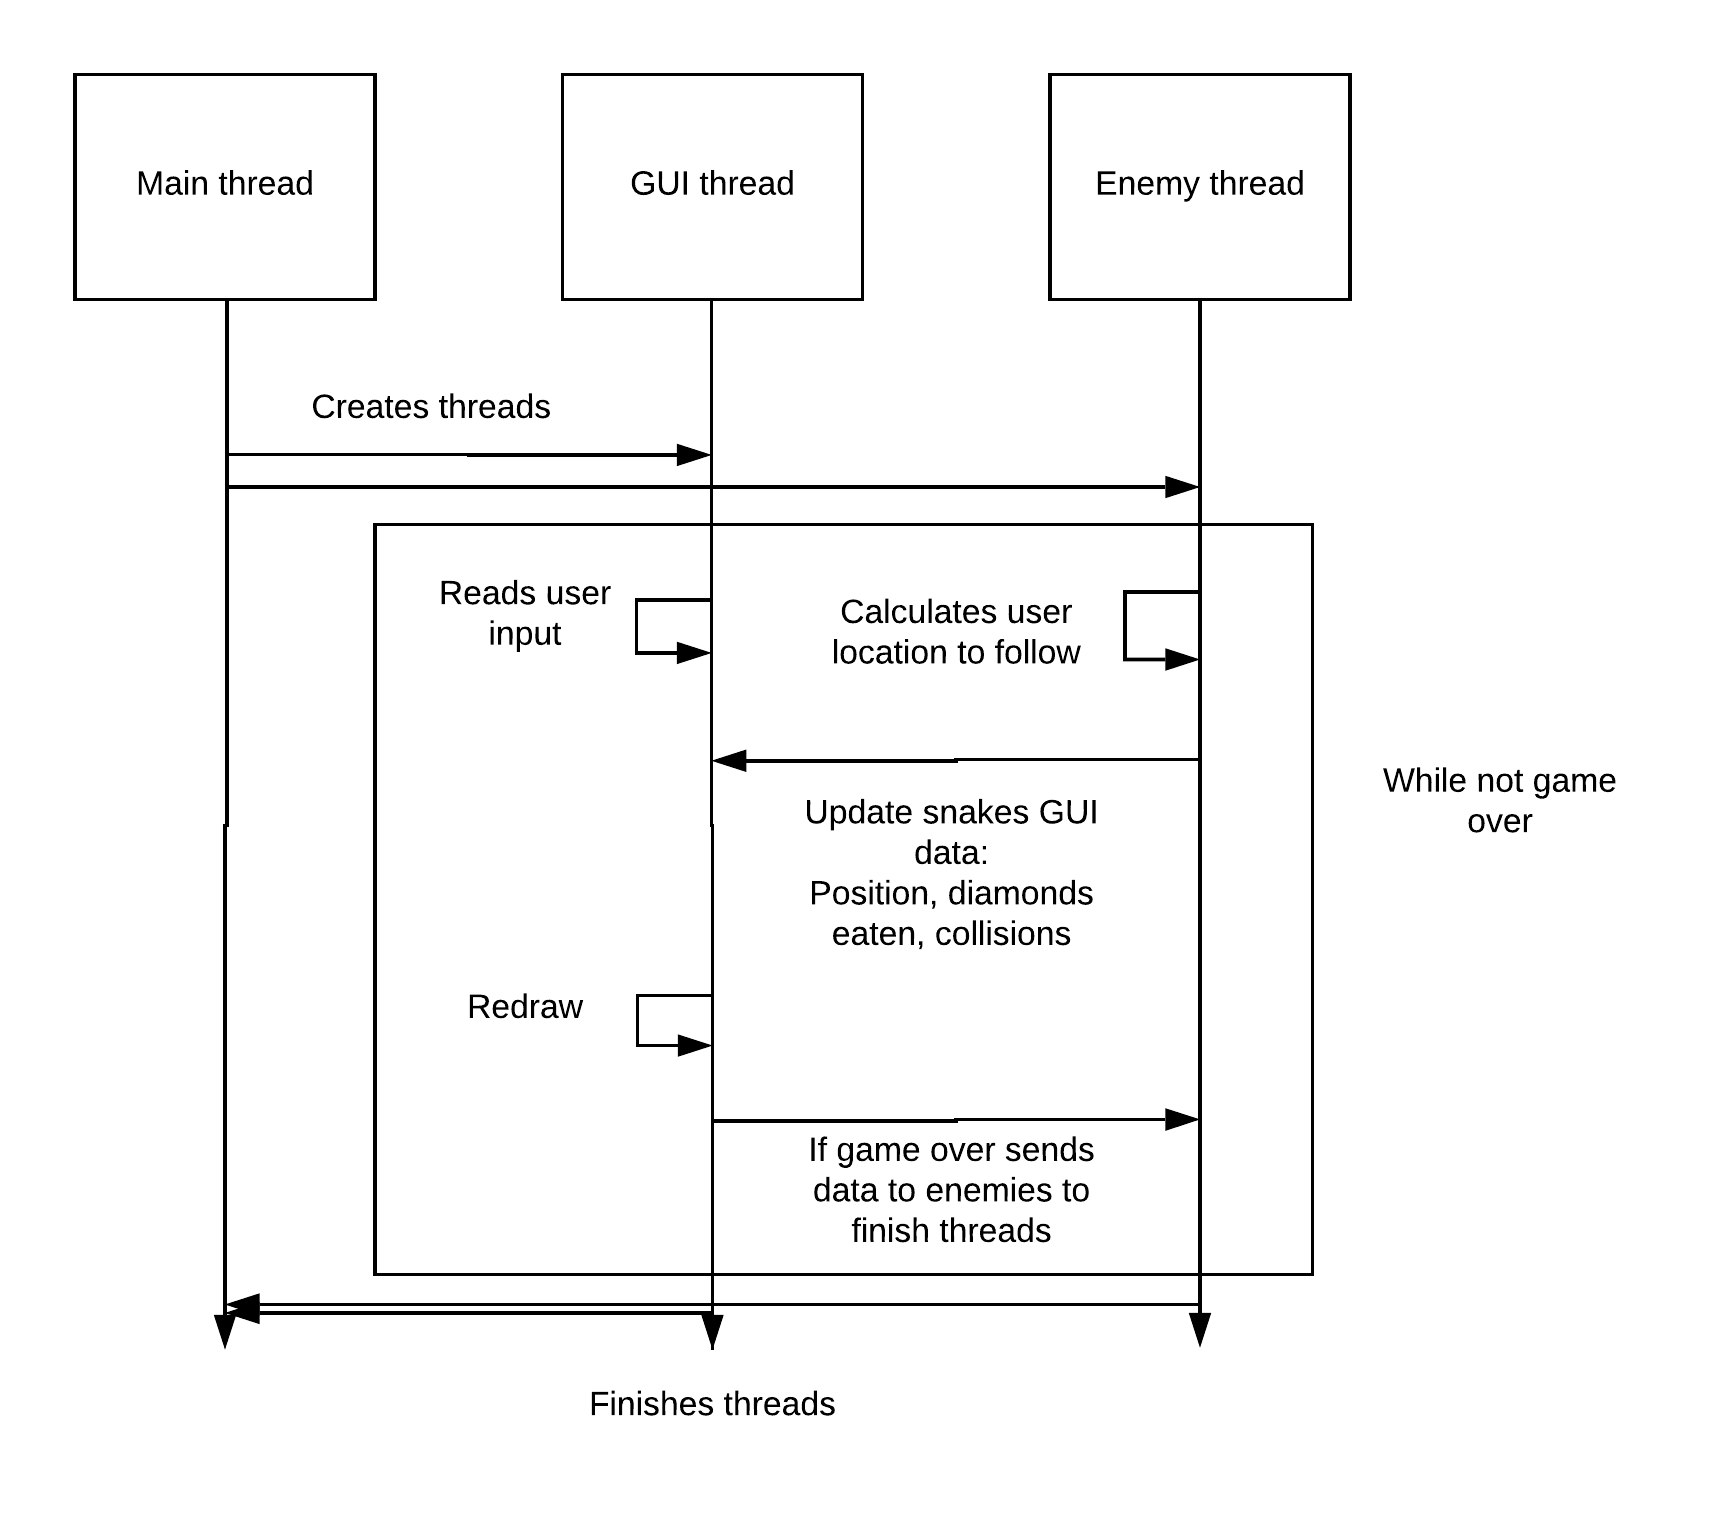 Main thread
GUI thread
Enemy thread
Creates threads
Reads user
input
Calculates user
location to follow
While not game
over
Update snakes GUI
data:
Position, diamonds
eaten, collisions
Redraw
If game over sends
data to enemies to
finish threads
Finishes threads